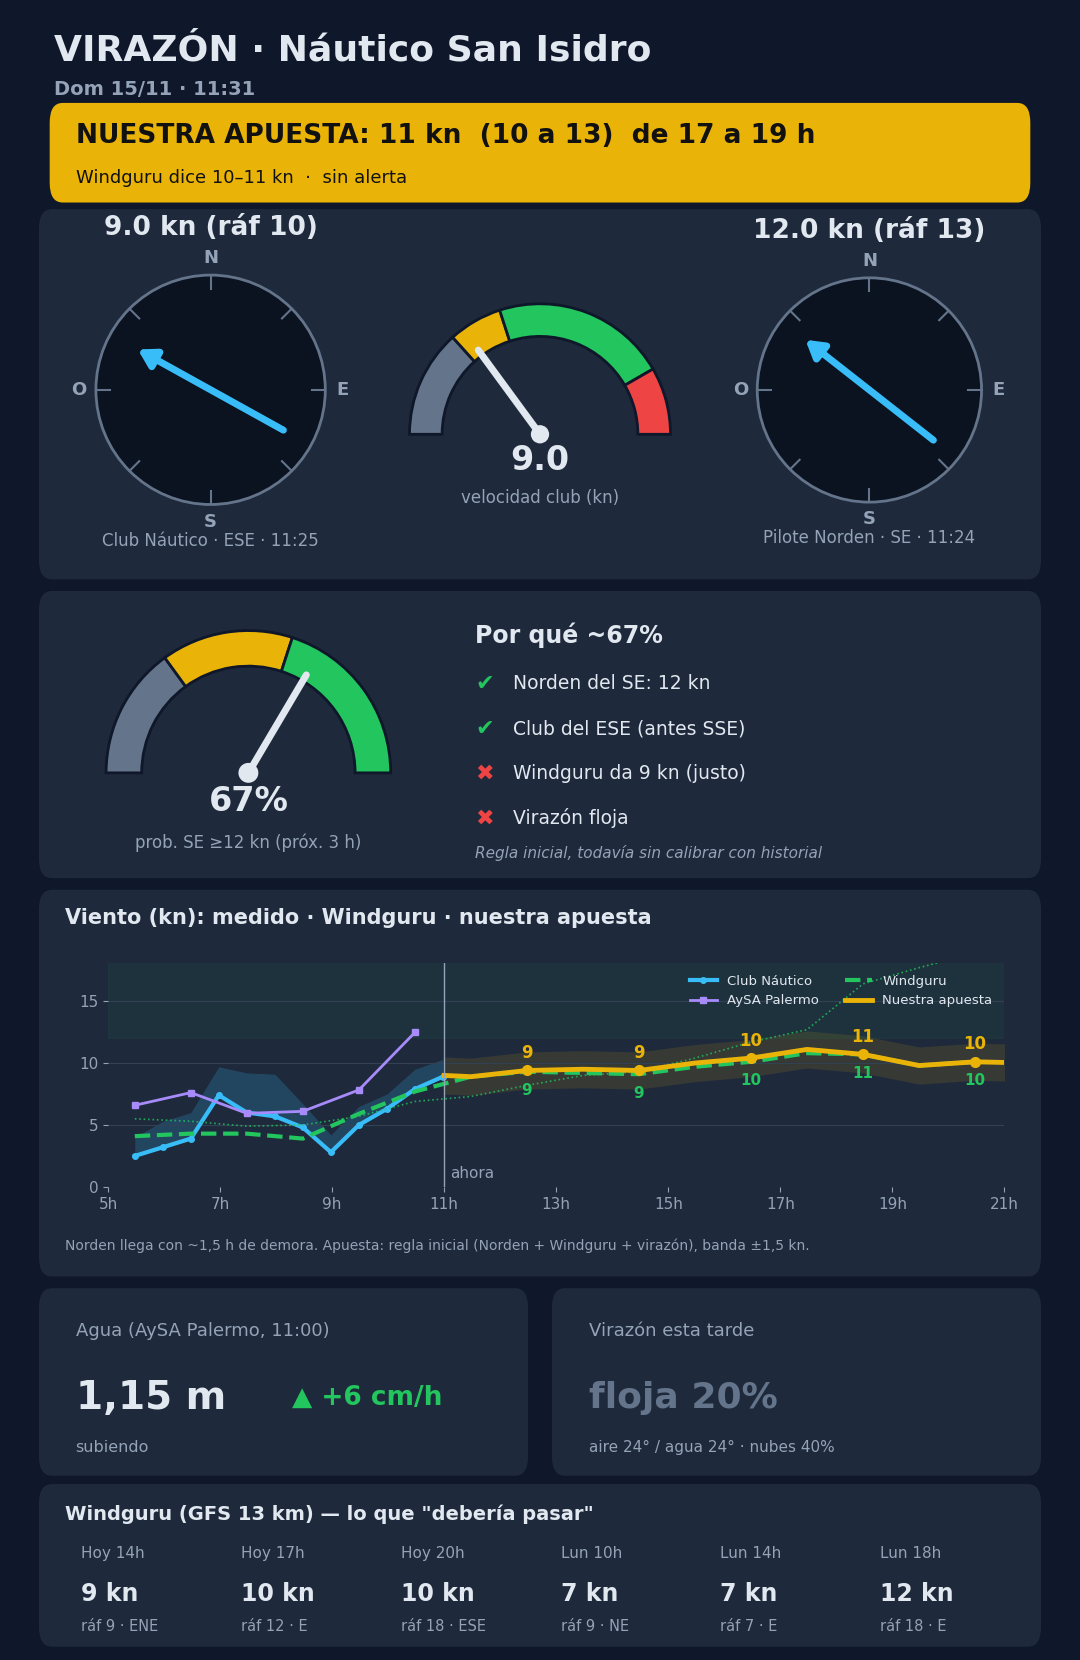 VIRAZÓN · Náutico San Isidro
Dom 15/11 · 11:31
NUESTRA APUESTA: 11 kn (10 a 13) de 17 a 19 h
Windguru dice 10–11 kn · sin alerta
9.0 kn (ráf 10)
N
O
E
S
Club Náutico · ESE · 11:25
9.0
velocidad club (kn)
12.0 kn (ráf 13)
N
O
E
S
Pilote Norden · SE · 11:24
67%
prob. SE ≥12 kn (próx. 3 h)
Por qué ~67%
✔ Norden del SE: 12 kn
✔ Club del ESE (antes SSE)
✖ Windguru da 9 kn (justo)
✖ Virazón floja
Regla inicial, todavía sin calibrar con historial
Viento (kn): medido · Windguru · nuestra apuesta
Club Náutico
AySA Palermo
Windguru
Nuestra apuesta
15
10
5
0
9
9
10
11
10
9
9
10
11
10
ahora
5h
7h
9h
11h
13h
15h
17h
19h
21h
Norden llega con ~1,5 h de demora. Apuesta: regla inicial (Norden + Windguru + virazón), banda ±1,5 kn.
Agua (AySA Palermo, 11:00)
1,15 m ▲ +6 cm/h
subiendo
Virazón esta tarde
floja 20%
aire 24° / agua 24° · nubes 40%
Windguru (GFS 13 km) — lo que "debería pasar"
Hoy 14h
9 kn
ráf 9 · ENE
Hoy 17h
10 kn
ráf 12 · E
Hoy 20h
10 kn
ráf 18 · ESE
Lun 10h
7 kn
ráf 9 · NE
Lun 14h
7 kn
ráf 7 · E
Lun 18h
12 kn
ráf 18 · E